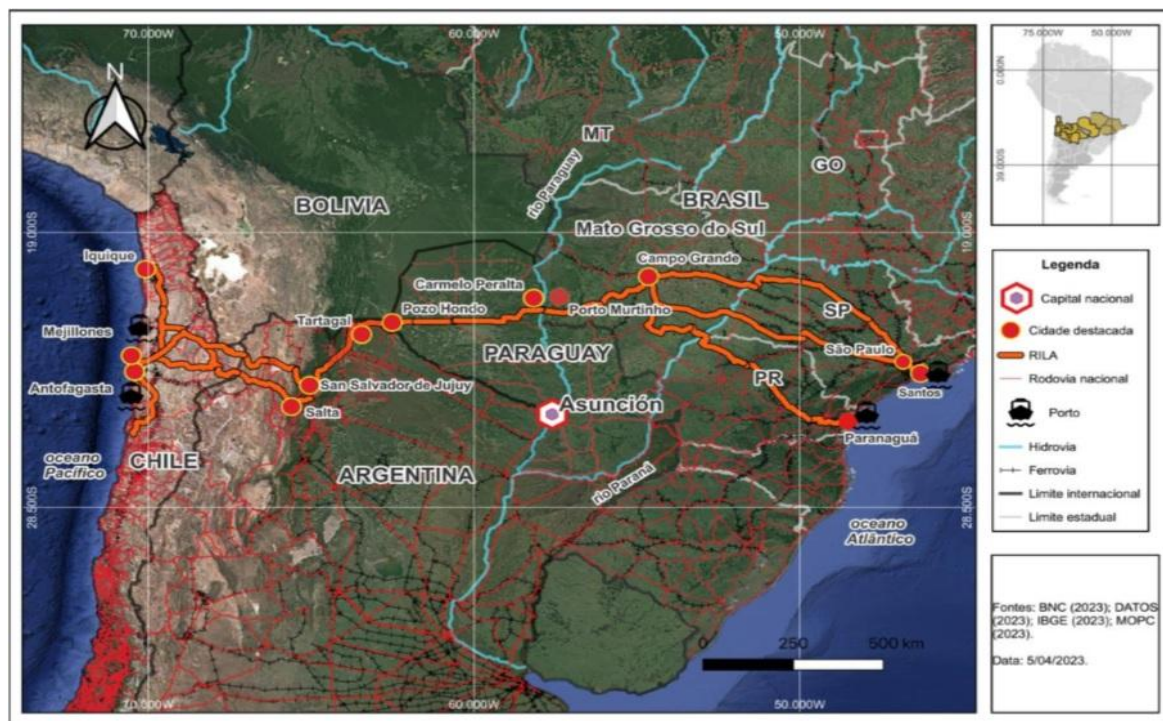 70.000W
60.000W
50.000W
N
MT
GO
BOLIVIA
rio Paraguay
BRASIL
Mato Grosso do Sul
19.000S
19.000S
Iquique
Campo Grande
Carmelo Peralta
Pozo Hondo
Porto Murtinho
Mejillones
Tartagal
SP
PARAGUAY
São Paulo
Antofagasta
San Salvador de Jujuy
PR
Santos
Salta
Asunción
Paranaguá
oceano
Pacífico
CHILE
ARGENTINA
rio Paraná
28.500S
28.500S
oceano
Atlântico
0
250
500 km
70.000W
60.000W
50.000W
75.000W
50.000W
0.000N
39.000S
Legenda
Capital nacional
Cidade destacada
RILA
Rodovia nacional
Porto
Hidrovia
Ferrovia
Limite internacional
Limite estadual
Fontes: BNC (2023); DATOS
(2023); IBGE (2023); MOPC
(2023).
Data: 5/04/2023.